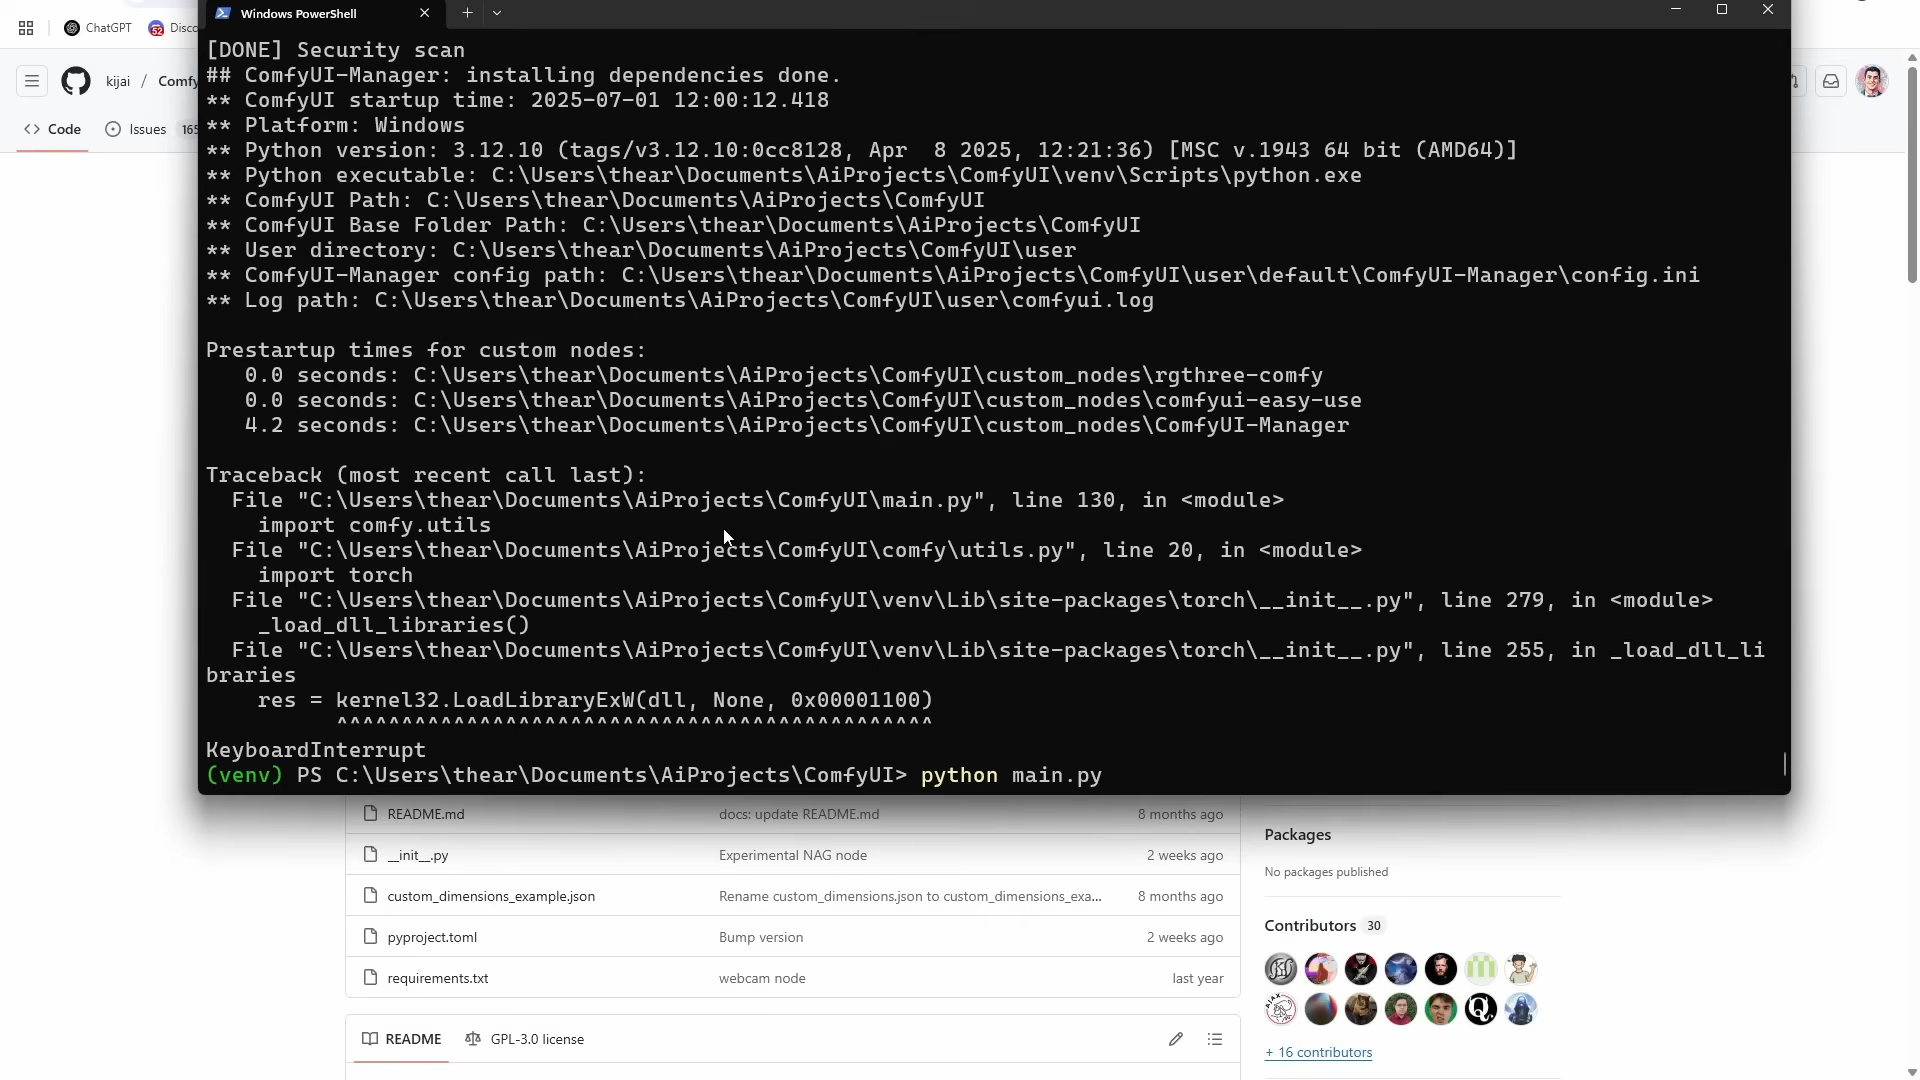 Windows PowerShell
ChatGPT
Disco
kijai / Comfy
Code
Issues 165
[DONE] Security scan
## ComfyUI-Manager: installing dependencies done.
** ComfyUI startup time: 2025-07-01 12:00:12.418
** Platform: Windows
** Python version: 3.12.10 (tags/v3.12.10:0cc8128, Apr  8 2025, 12:21:36) [MSC v.1943 64 bit (AMD64)]
** Python executable: C:\Users\thear\Documents\AiProjects\ComfyUI\venv\Scripts\python.exe
** ComfyUI Path: C:\Users\thear\Documents\AiProjects\ComfyUI
** ComfyUI Base Folder Path: C:\Users\thear\Documents\AiProjects\ComfyUI
** User directory: C:\Users\thear\Documents\AiProjects\ComfyUI\user
** ComfyUI-Manager config path: C:\Users\thear\Documents\AiProjects\ComfyUI\user\default\ComfyUI-Manager\config.ini
** Log path: C:\Users\thear\Documents\AiProjects\ComfyUI\user\comfyui.log
Prestartup times for custom nodes:
0.0 seconds: C:\Users\thear\Documents\AiProjects\ComfyUI\custom_nodes\rgthree-comfy
0.0 seconds: C:\Users\thear\Documents\AiProjects\ComfyUI\custom_nodes\comfyui-easy-use
4.2 seconds: C:\Users\thear\Documents\AiProjects\ComfyUI\custom_nodes\ComfyUI-Manager
Traceback (most recent call last):
File "C:\Users\thear\Documents\AiProjects\ComfyUI\main.py", line 130, in <module>
import comfy.utils
File "C:\Users\thear\Documents\AiProjects\ComfyUI\comfy\utils.py", line 20, in <module>
import torch
File "C:\Users\thear\Documents\AiProjects\ComfyUI\venv\Lib\site-packages\torch\__init__.py", line 279, in <module>
_load_dll_libraries()
File "C:\Users\thear\Documents\AiProjects\ComfyUI\venv\Lib\site-packages\torch\__init__.py", line 255, in _load_dll_li
braries
res = kernel32.LoadLibraryExW(dll, None, 0x00001100)
^^^^^^^^^^^^^^^^^^^^^^^^^^^^^^^^^^^^^^^^^^^^^^
KeyboardInterrupt
(venv) PS C:\Users\thear\Documents\AiProjects\ComfyUI> python main.py
README.md docs: update README.md 8 months ago
__init__.py Experimental NAG node 2 weeks ago
custom_dimensions_example.json Rename custom_dimensions.json to custom_dimensions_exa... 8 months ago
pyproject.toml Bump version 2 weeks ago
requirements.txt webcam node last year
README GPL-3.0 license
Packages
No packages published
Contributors 30
+ 16 contributors